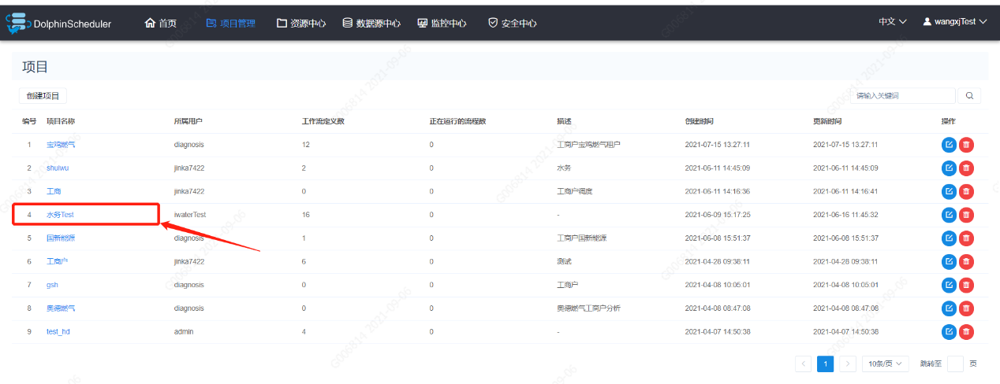 DolphinScheduler 首页 项目管理 资源中心 数据源中心 监控中心 安全中心 中文 wangxjTest
项目
创建项目 请输入关键词
编号 项目名称 所属用户 工作流定义数 正在运行的流程数 描述 创建时间 更新时间 操作
1 宝鸡燃气 diagnosis 12 0 工商户宝鸡燃气租户 2021-07-15 13:27:11 2021-07-15 13:27:11
2 shuiwu jinka7422 2 0 水务 2021-06-11 14:45:09 2021-06-11 14:45:09
3 工商 jinka7422 0 0 工商户调度 2021-06-11 14:16:36 2021-06-11 14:16:41
4 水务Test iwaterTest 16 0 - 2021-06-09 15:17:25 2021-06-16 11:45:32
5 国新能源 diagnosis 1 0 工商户国新能源 2021-06-08 15:51:37 2021-06-08 15:51:37
6 工商户 jinka7422 6 0 测试 2021-04-28 09:38:11 2021-04-28 09:38:11
7 gsh diagnosis 0 0 工商户 2021-04-08 10:05:01 2021-04-08 10:05:01
8 奥德燃气 diagnosis 0 0 奥德燃气工商户分析 2021-04-08 08:47:08 2021-04-08 08:47:08
9 test_hd admin 4 0 - 2021-04-07 14:50:38 2021-04-07 14:50:38
1 10条/页 跳转至 页
G006814 2021-09-06